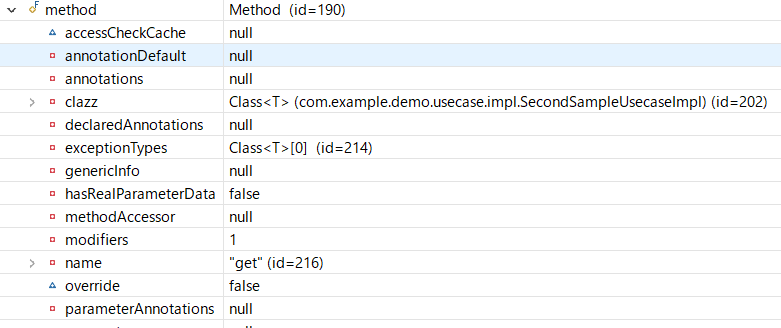 method Method (id=190)
accessCheckCache null
annotationDefault null
annotations null
clazz Class<T> (com.example.demo.usecase.impl.SecondSampleUsecaseImpl) (id=202)
declaredAnnotations null
exceptionTypes Class<T>[0] (id=214)
genericInfo null
hasRealParameterData false
methodAccessor null
modifiers 1
name "get" (id=216)
override false
parameterAnnotations null